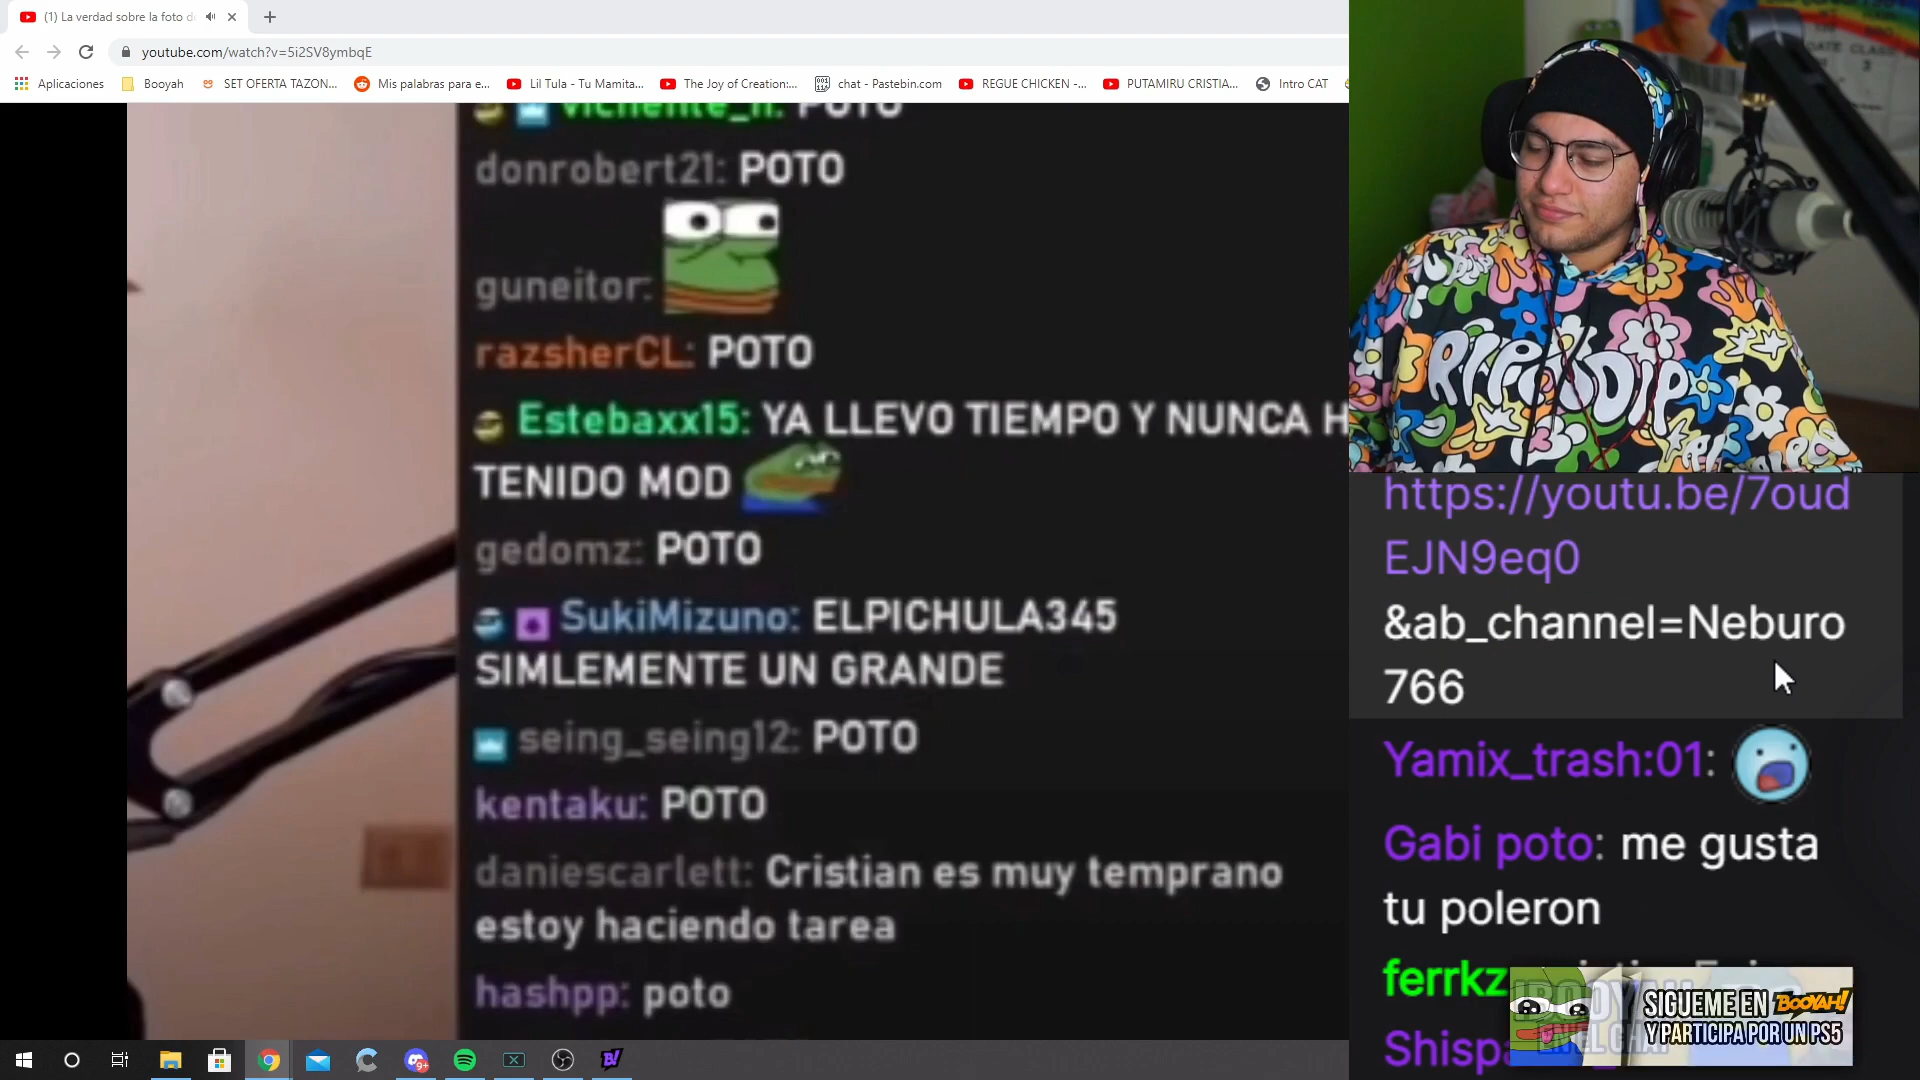 (1) La verdad sobre la foto d
youtube.com/watch?v=5i2SV8ymbqE
Aplicaciones Booyah SET OFERTA TAZON... Mis palabras para e... Lil Tula - Tu Mamita... The Joy of Creation:... chat - Pastebin.com REGUE CHICKEN -... PUTAMIRU CRISTIA... Intro CAT
POTO
donrobert21: POTO
guneitor:
razsherCL: POTO
Estebaxx15: YA LLEVO TIEMPO Y NUNCA H
TENIDO MOD
gedomz: POTO
SukiMizuno: ELPICHULA345
SIMLEMENTE UN GRANDE
seing_seing12: POTO
kentaku: POTO
daniescarlett: Cristian es muy temprano
estoy haciendo tarea
hashpp: poto
RIPNDIP
https://youtu.be/7oud
EJN9eq0
&ab_channel=Neburo
766
Yamix_trash:01:
Gabi poto: me gusta
tu poleron
ferrkz
Shisp
SIGUEME EN BOOYAH!
Y PARTICIPA POR UN PS5